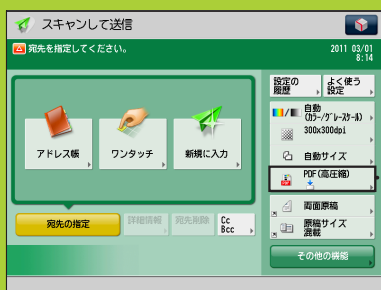 スキャンして送信
宛先を指定してください。
2011 03/01
8:14
設定の
履歴
よく使う
設定
自動
(カラー/グレースケール)
300x300dpi
アドレス帳
ワンタッチ
新規に入力
自動サイズ
PDF(高圧縮)
両面原稿
宛先の指定
詳細情報
宛先削除
Cc
Bcc
原稿サイズ
混載
その他の機能